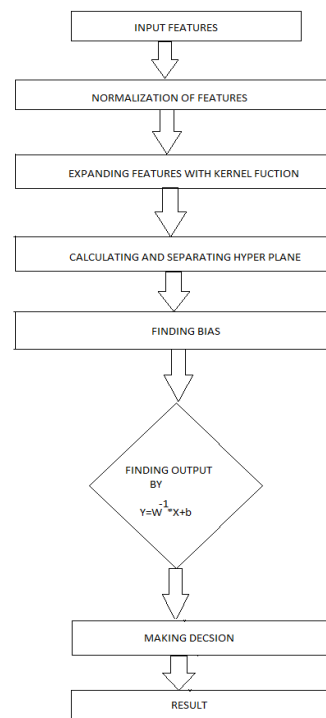 INPUT FEATURES
NORMALIZATION OF FEATURES
EXPANDING FEATURES WITH KERNEL FUCTION
CALCULATING AND SEPARATING HYPER PLANE
FINDING BIAS
FINDING OUTPUT
BY
Y=W^-1*X+b
MAKING DECSION
RESULT